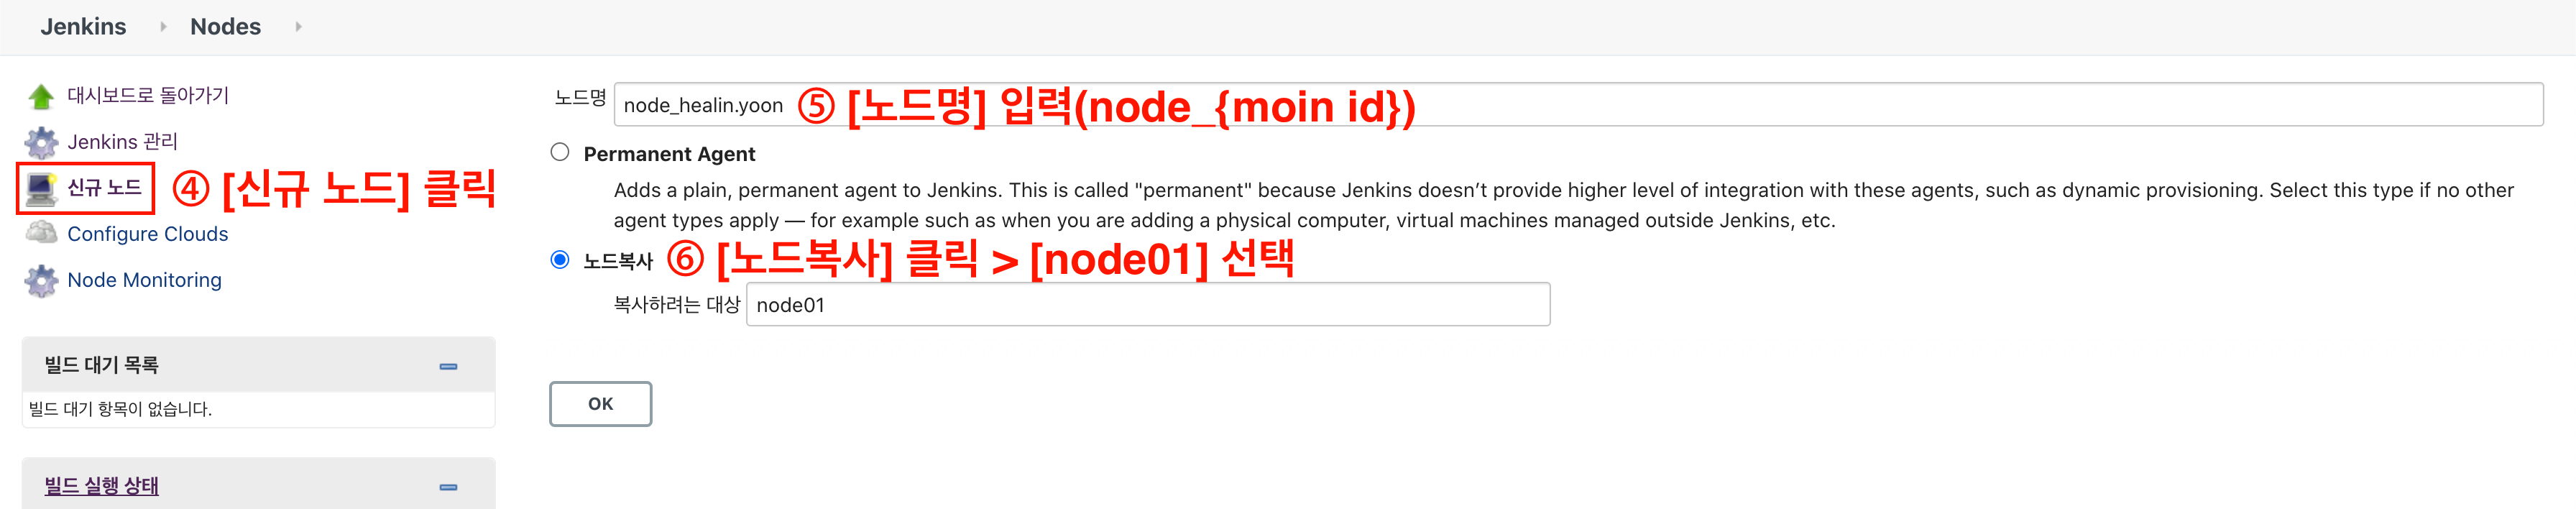 Jenkins Nodes
대시보드로 돌아가기
Jenkins 관리
신규 노드 ④ [신규 노드] 클릭
Configure Clouds
Node Monitoring
빌드 대기 목록
빌드 대기 항목이 없습니다.
빌드 실행 상태
노드명 node_healin.yoon ⑤ [노드명] 입력(node_{moin id})
Permanent Agent
Adds a plain, permanent agent to Jenkins. This is called "permanent" because Jenkins doesn’t provide higher level of integration with these agents, such as dynamic provisioning. Select this type if no other
agent types apply — for example such as when you are adding a physical computer, virtual machines managed outside Jenkins, etc.
노드복사 ⑥ [노드복사] 클릭 > [node01] 선택
복사하려는 대상 node01
OK